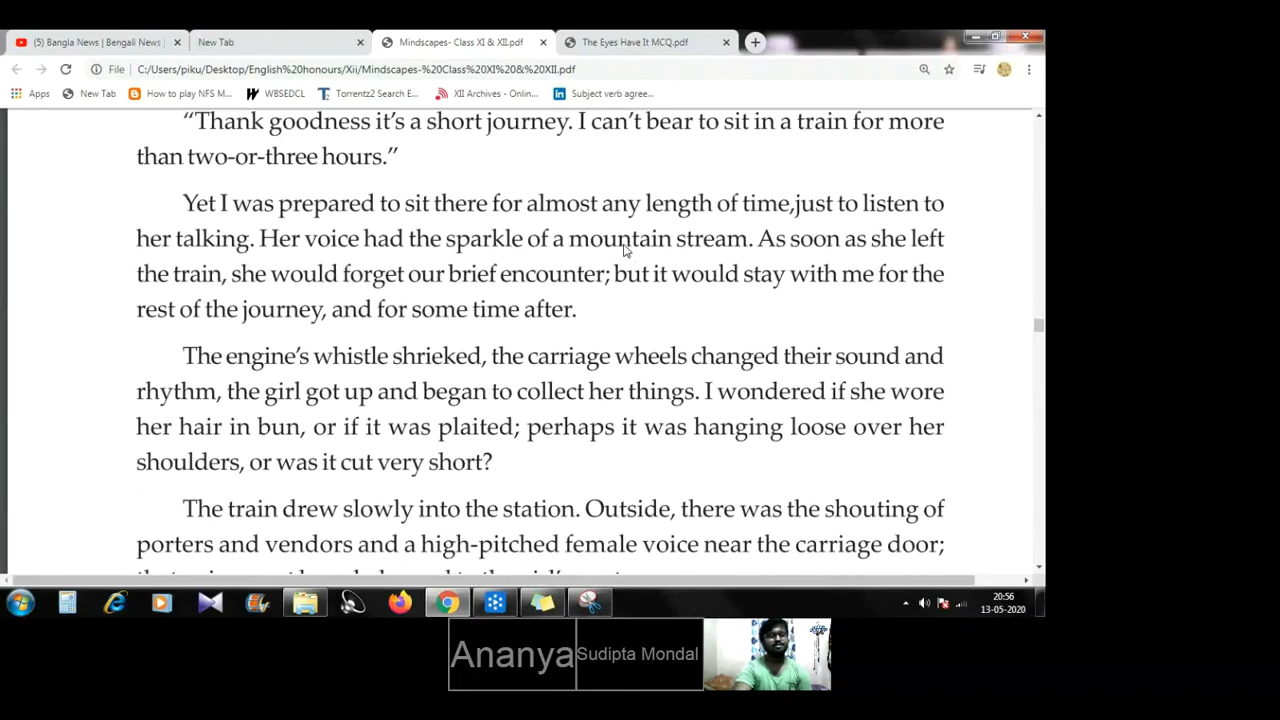 (5) Bangla News | Bengali News
New Tab
Mindscapes- Class XI & XII.pdf
The Eyes Have It MCQ.pdf
File
C:/Users/piku/Desktop/English%20honours/Xii/Mindscapes-%20Class%20XI%20&%20XII.pdf
Apps
New Tab
How to play NFS M...
WBSEDCL
Torrentz2 Search E...
XII Archives - Onlin...
Subject verb agree...
“Thank goodness it’s a short journey. I can’t bear to sit in a train for more
than two-or-three hours.”
Yet I was prepared to sit there for almost any length of time,just to listen to
her talking. Her voice had the sparkle of a mountain stream. As soon as she left
the train, she would forget our brief encounter; but it would stay with me for the
rest of the journey, and for some time after.
The engine’s whistle shrieked, the carriage wheels changed their sound and
rhythm, the girl got up and began to collect her things. I wondered if she wore
her hair in bun, or if it was plaited; perhaps it was hanging loose over her
shoulders, or was it cut very short?
The train drew slowly into the station. Outside, there was the shouting of
porters and vendors and a high-pitched female voice near the carriage door;
20:56
13-05-2020
Ananya
Sudipta Mondal